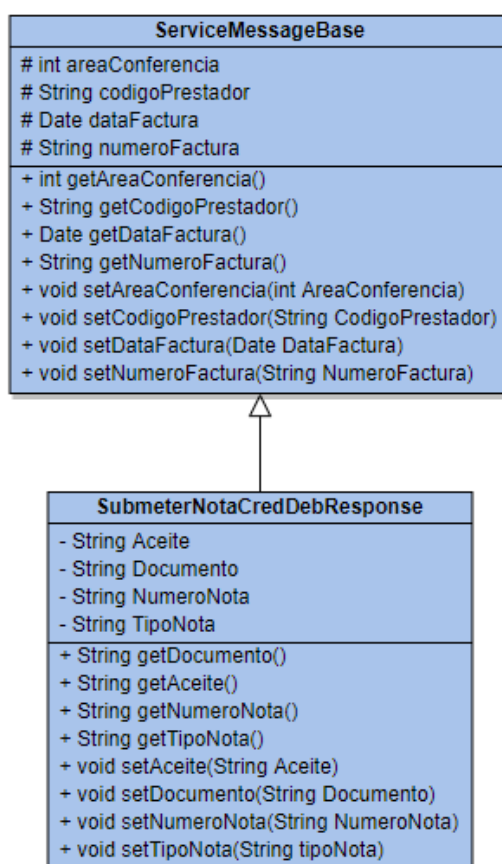 ServiceMessageBase
# int areaConferencia
# String codigoPrestador
# Date dataFactura
# String numeroFactura
+ int getAreaConferencia()
+ String getCodigoPrestador()
+ Date getDataFactura()
+ String getNumeroFactura()
+ void setAreaConferencia(int AreaConferencia)
+ void setCodigoPrestador(String CodigoPrestador)
+ void setDataFactura(Date DataFactura)
+ void setNumeroFactura(String NumeroFactura)
SubmeterNotaCredDebResponse
- String Aceite
- String Documento
- String NumeroNota
- String TipoNota
+ String getDocumento()
+ String getAceite()
+ String getNumeroNota()
+ String getTipoNota()
+ void setAceite(String Aceite)
+ void setDocumento(String Documento)
+ void setNumeroNota(String NumeroNota)
+ void setTipoNota(String tipoNota)